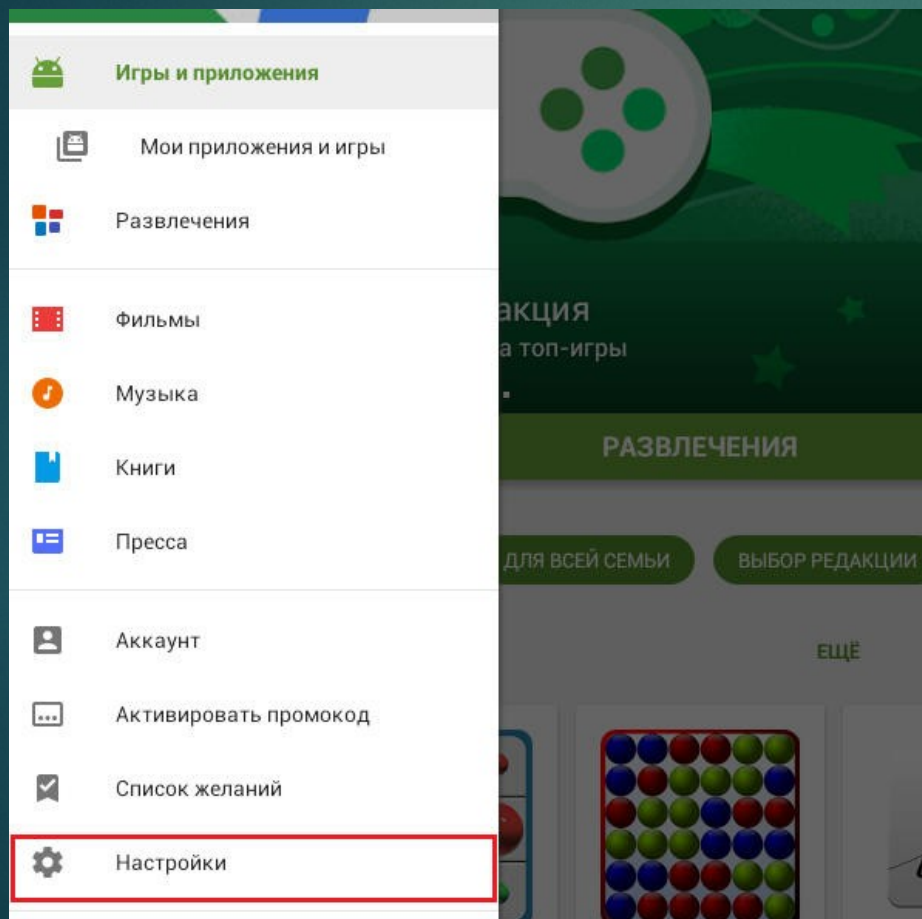 Игры и приложения
Мои приложения и игры
Развлечения
Фильмы
Музыка
Книги
Пресса
Аккаунт
Активировать промокод
Список желаний
Настройки
а топ-игры
РАЗВЛЕЧЕНИЯ
ДЛЯ ВСЕЙ СЕМЬИ
ВЫБОР РЕДАКЦИИ
ЕЩЁ